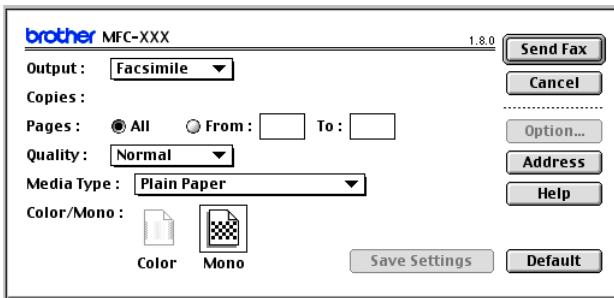 brother MFC-XXX
1.8.0
Send Fax
Output : Facsimile
Cancel
Copies :
Pages : All From : To :
Option...
Quality : Normal
Address
Media Type : Plain Paper
Help
Color/Mono :
Color Mono
Save Settings
Default